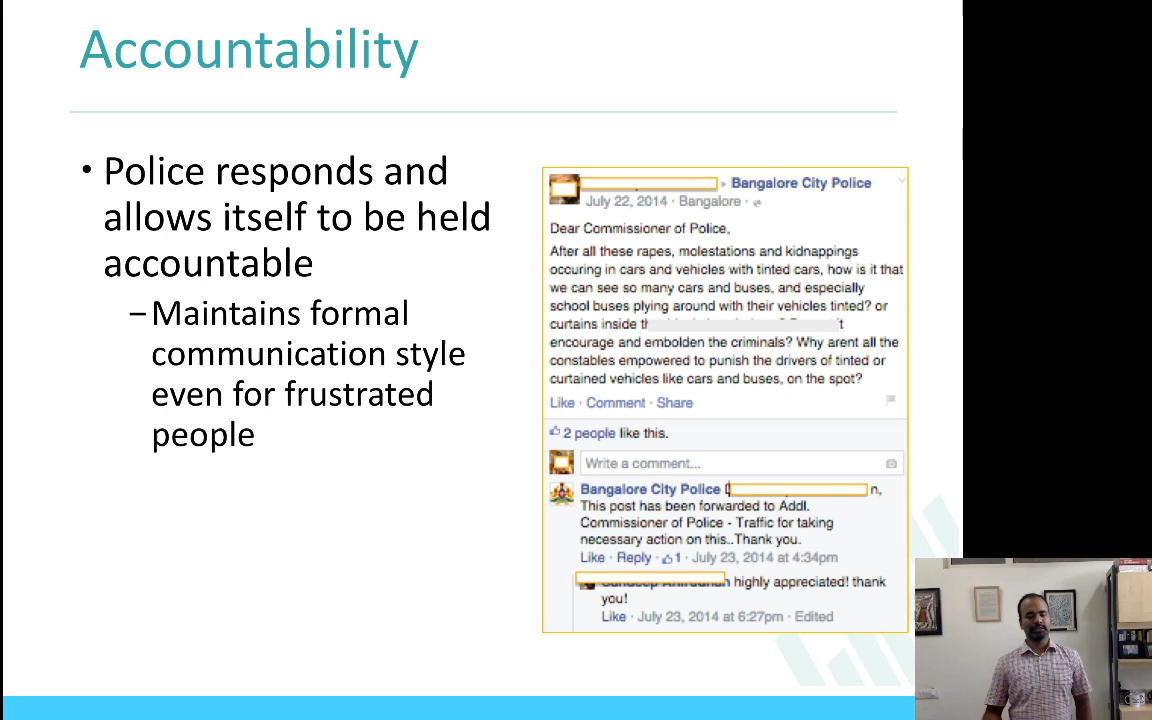 Accountability
• Police responds and
allows itself to be held
accountable
– Maintains formal
communication style
even for frustrated
people
▸ Bangalore City Police
July 22, 2014 · Bangalore ·
Dear Commissioner of Police,
After all these rapes, molestations and kidnappings
occuring in cars and vehicles with tinted cars, how is it that
we can see so many cars and buses, and especially
school buses plying around with their vehicles tinted? or
curtains inside
encourage and embolden the criminals? Why arent all the
constables empowered to punish the drivers of tinted or
curtained vehicles like cars and buses, on the spot?
Like · Comment · Share
2 people like this.
Write a comment...
Bangalore City Police n,
This post has been forwarded to Addl.
Commissioner of Police - Traffic for taking
necessary action on this..Thank you.
Like · Reply · 1 · July 23, 2014 at 4:34pm
highly appreciated! thank
you!
Like · July 23, 2014 at 6:27pm · Edited